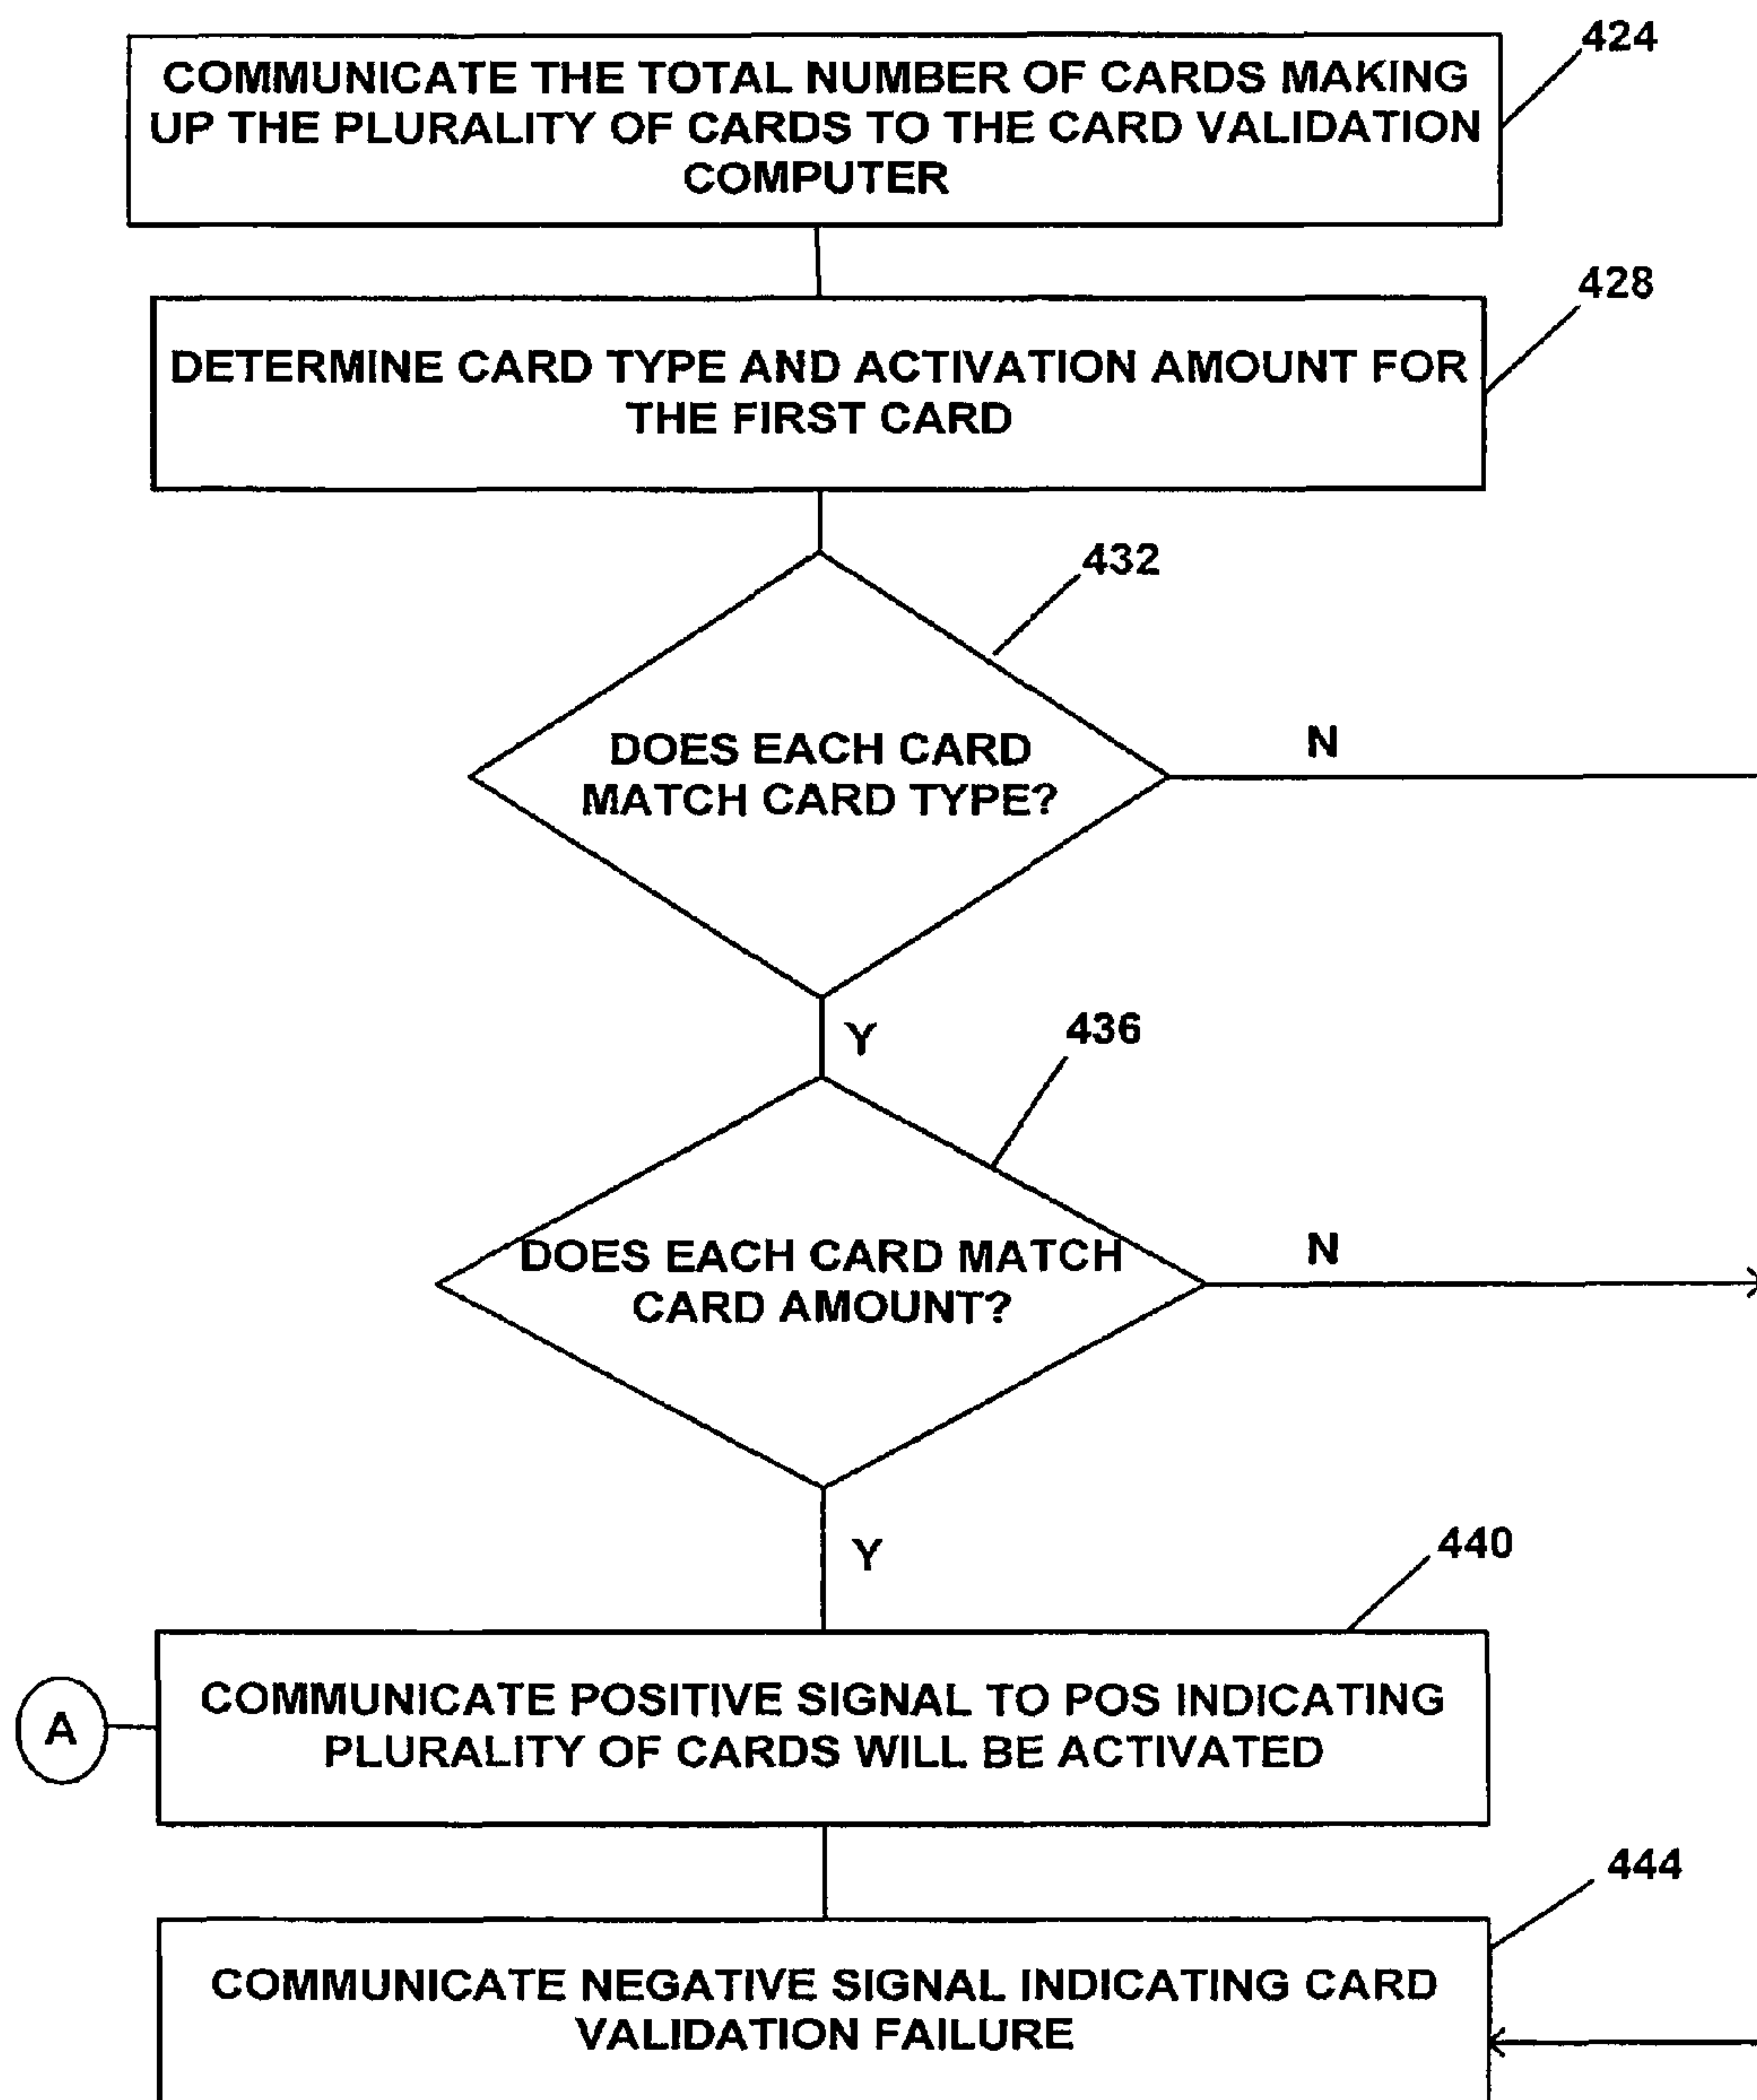 424
COMMUNICATE THE TOTAL NUMBER OF CARDS MAKING
UP THE PLURALITY OF CARDS TO THE CARD VALIDATION
COMPUTER
428
DETERMINE CARD TYPE AND ACTIVATION AMOUNT FOR
THE FIRST CARD
432
DOES EACH CARD
MATCH CARD TYPE?
N
Y
436
DOES EACH CARD MATCH
CARD AMOUNT?
N
Y
440
A
COMMUNICATE POSITIVE SIGNAL TO POS INDICATING
PLURALITY OF CARDS WILL BE ACTIVATED
444
COMMUNICATE NEGATIVE SIGNAL INDICATING CARD
VALIDATION FAILURE